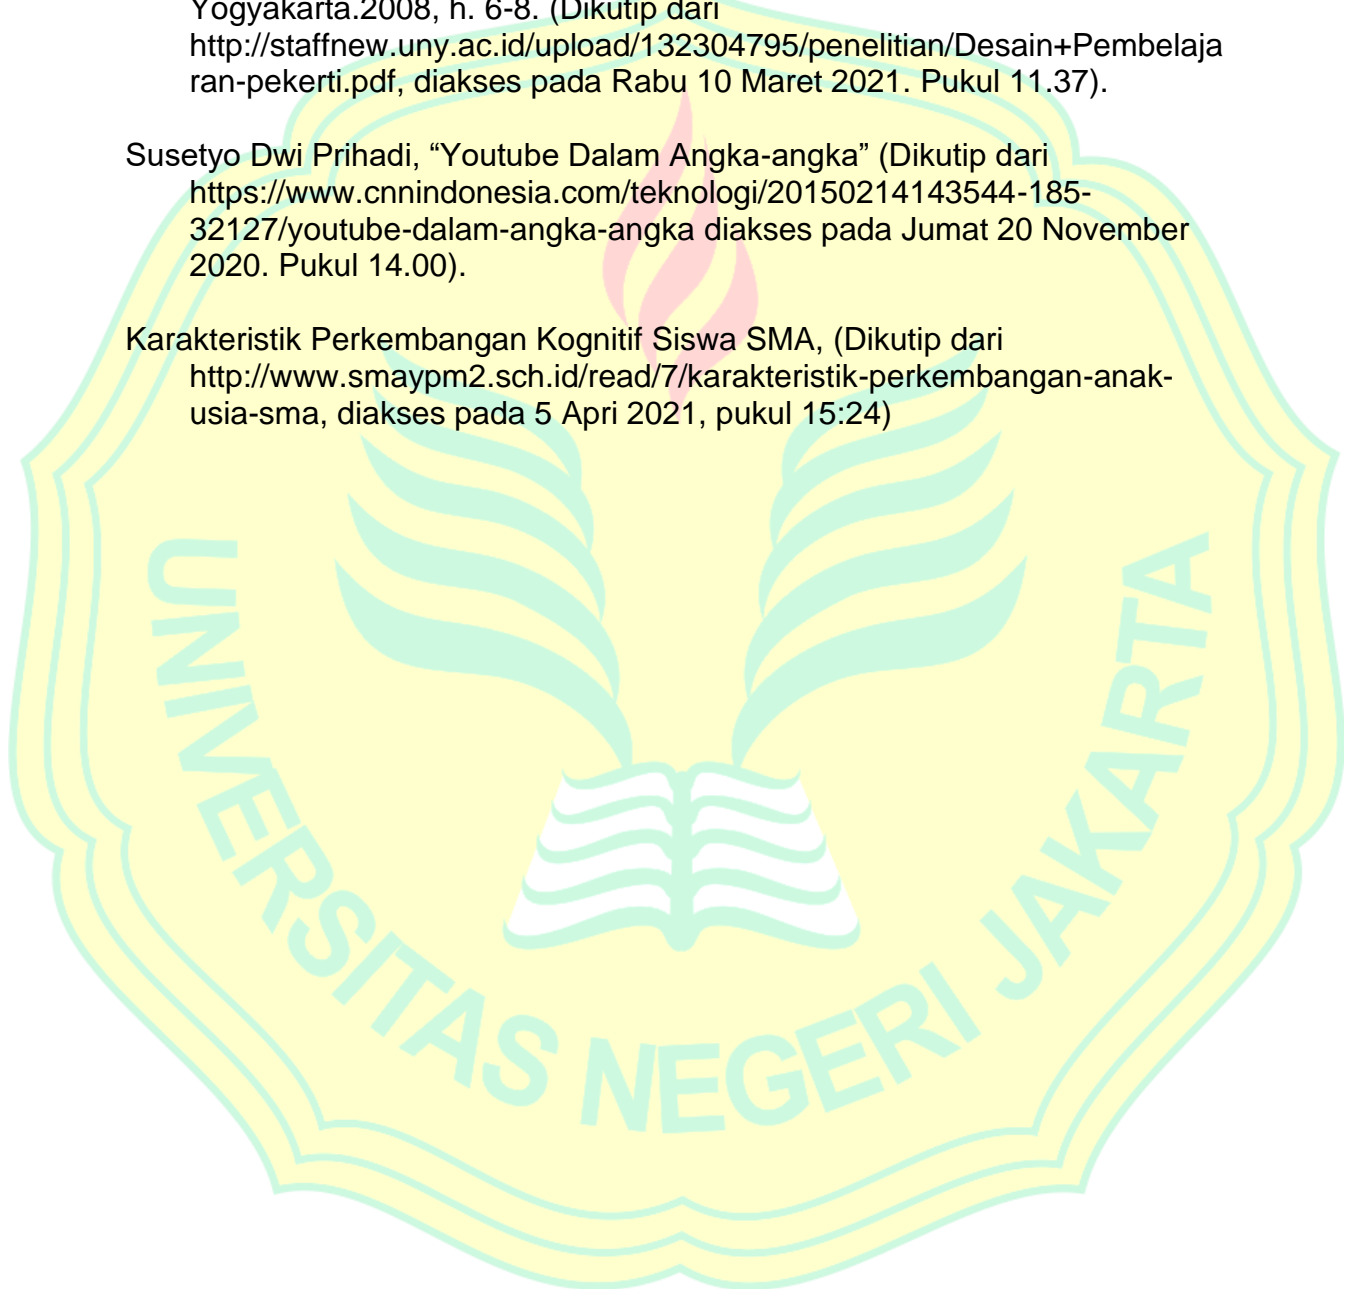 Yogyakarta.2008, h. 6-8. (Dikutip dari
http://staffnew.uny.ac.id/upload/132304795/penelitian/Desain+Pembelaja
ran-pekerti.pdf, diakses pada Rabu 10 Maret 2021. Pukul 11.37).
Susetyo Dwi Prihadi, “Youtube Dalam Angka-angka” (Dikutip dari
https://www.cnnindonesia.com/teknologi/20150214143544-185-
32127/youtube-dalam-angka-angka diakses pada Jumat 20 November
2020. Pukul 14.00).
Karakteristik Perkembangan Kognitif Siswa SMA, (Dikutip dari
http://www.smaypm2.sch.id/read/7/karakteristik-perkembangan-anak-
usia-sma, diakses pada 5 Apri 2021, pukul 15:24)
UNIVERSITAS NEGERI JAKARTA